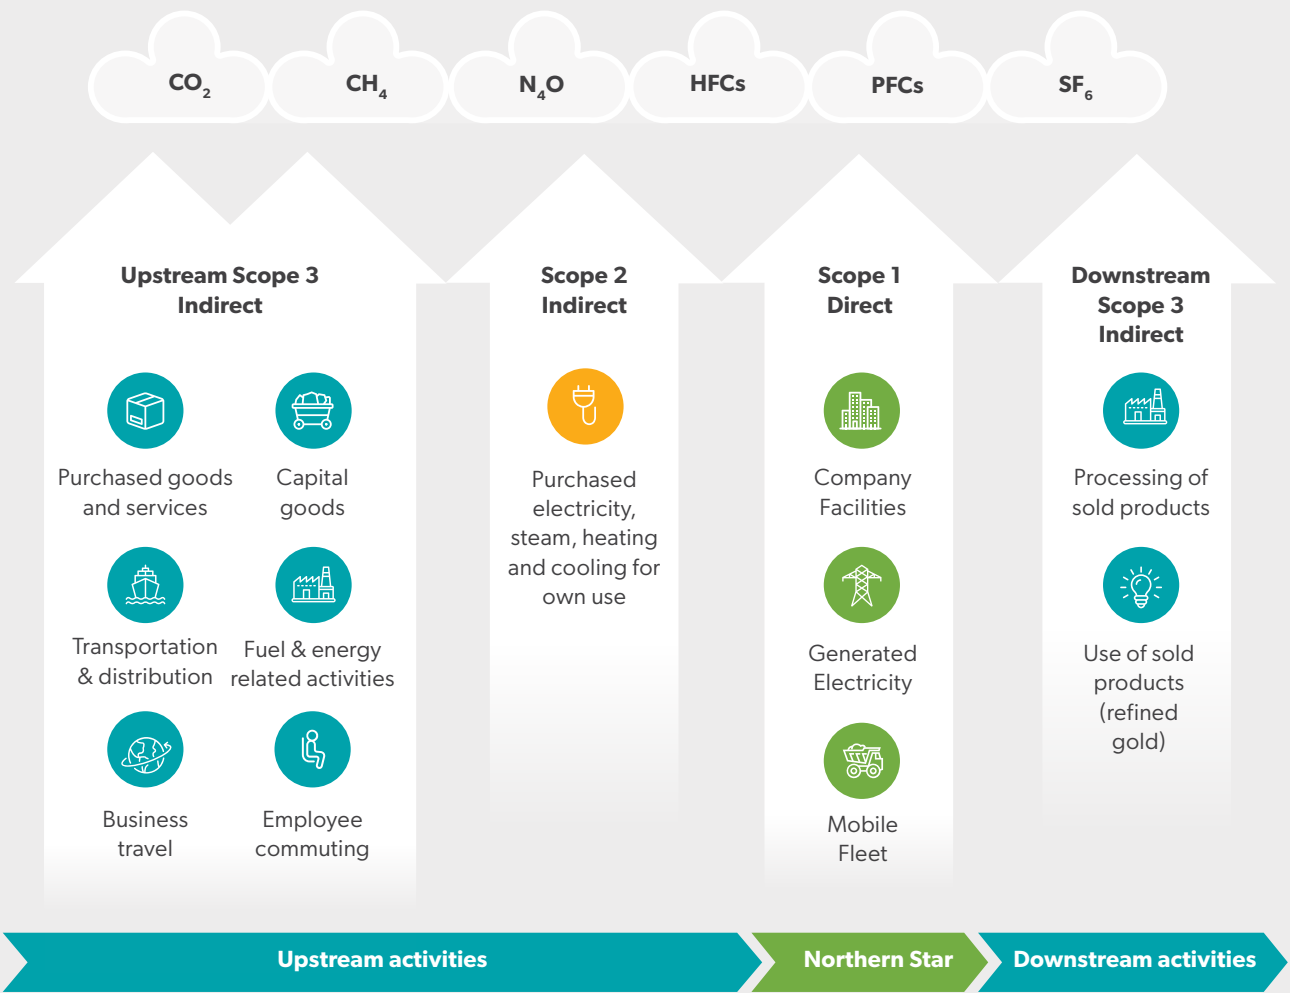 CO₂
CH₄
N₄O
HFCs
PFCs
SF₆
Upstream Scope 3
Indirect
Purchased goods
and services
Capital
goods
Transportation
& distribution
Fuel & energy
related activities
Business
travel
Employee
commuting
Scope 2
Indirect
Purchased
electricity,
steam, heating
and cooling for
own use
Scope 1
Direct
Company
Facilities
Generated
Electricity
Mobile
Fleet
Downstream
Scope 3
Indirect
Processing of
sold products
Use of sold
products
(refined
gold)
Upstream activities
Northern Star
Downstream activities